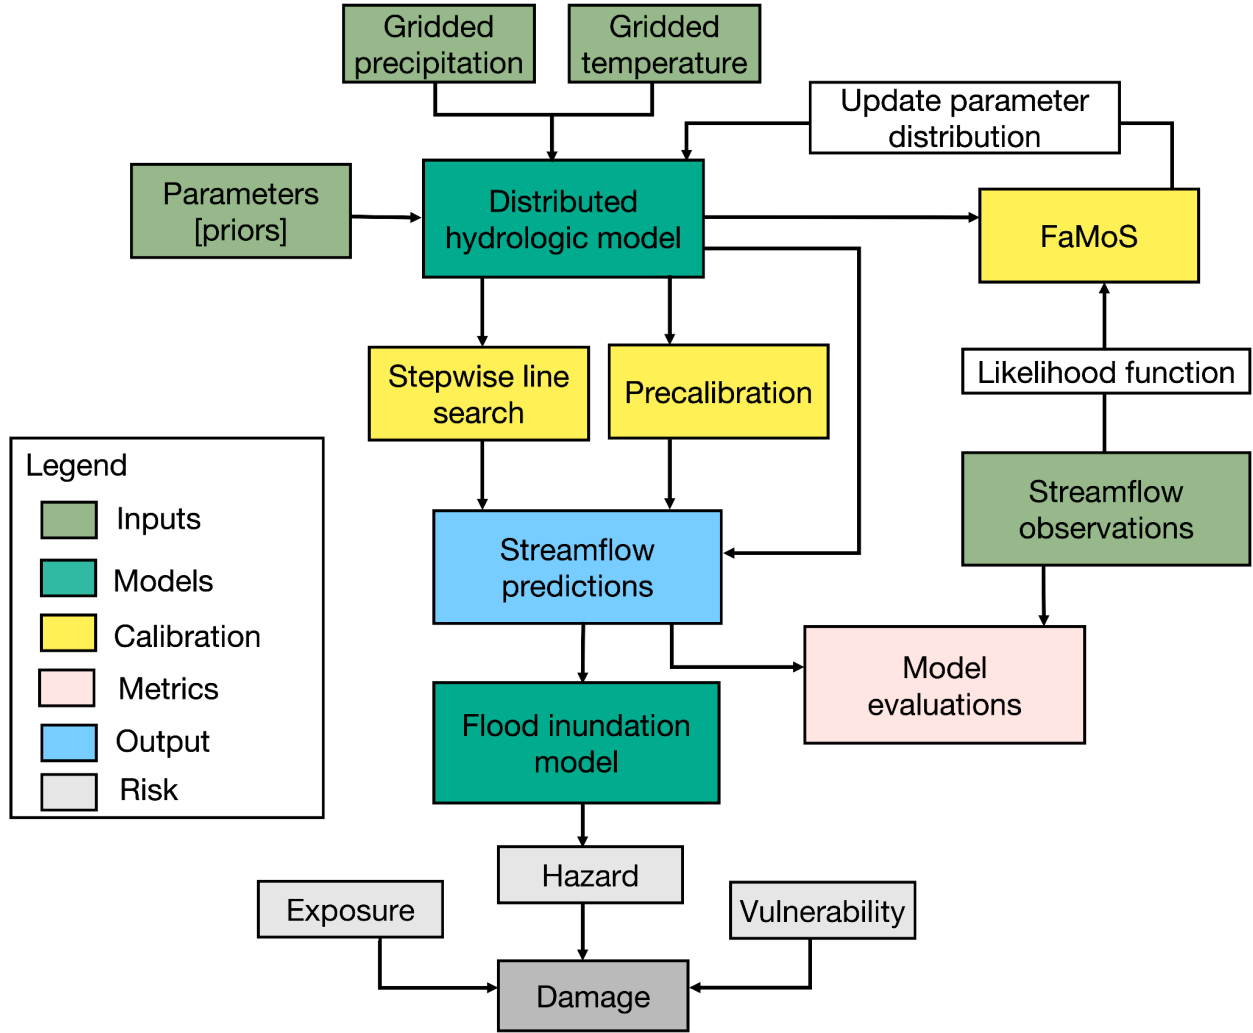 Gridded
precipitation
Gridded
temperature
Update parameter
distribution
Parameters
[priors]
Distributed
hydrologic model
FaMoS
Stepwise line
search
Precalibration
Likelihood function
Legend
Inputs
Models
Calibration
Metrics
Output
Risk
Streamflow
predictions
Streamflow
observations
Model
evaluations
Flood inundation
model
Hazard
Exposure
Vulnerability
Damage